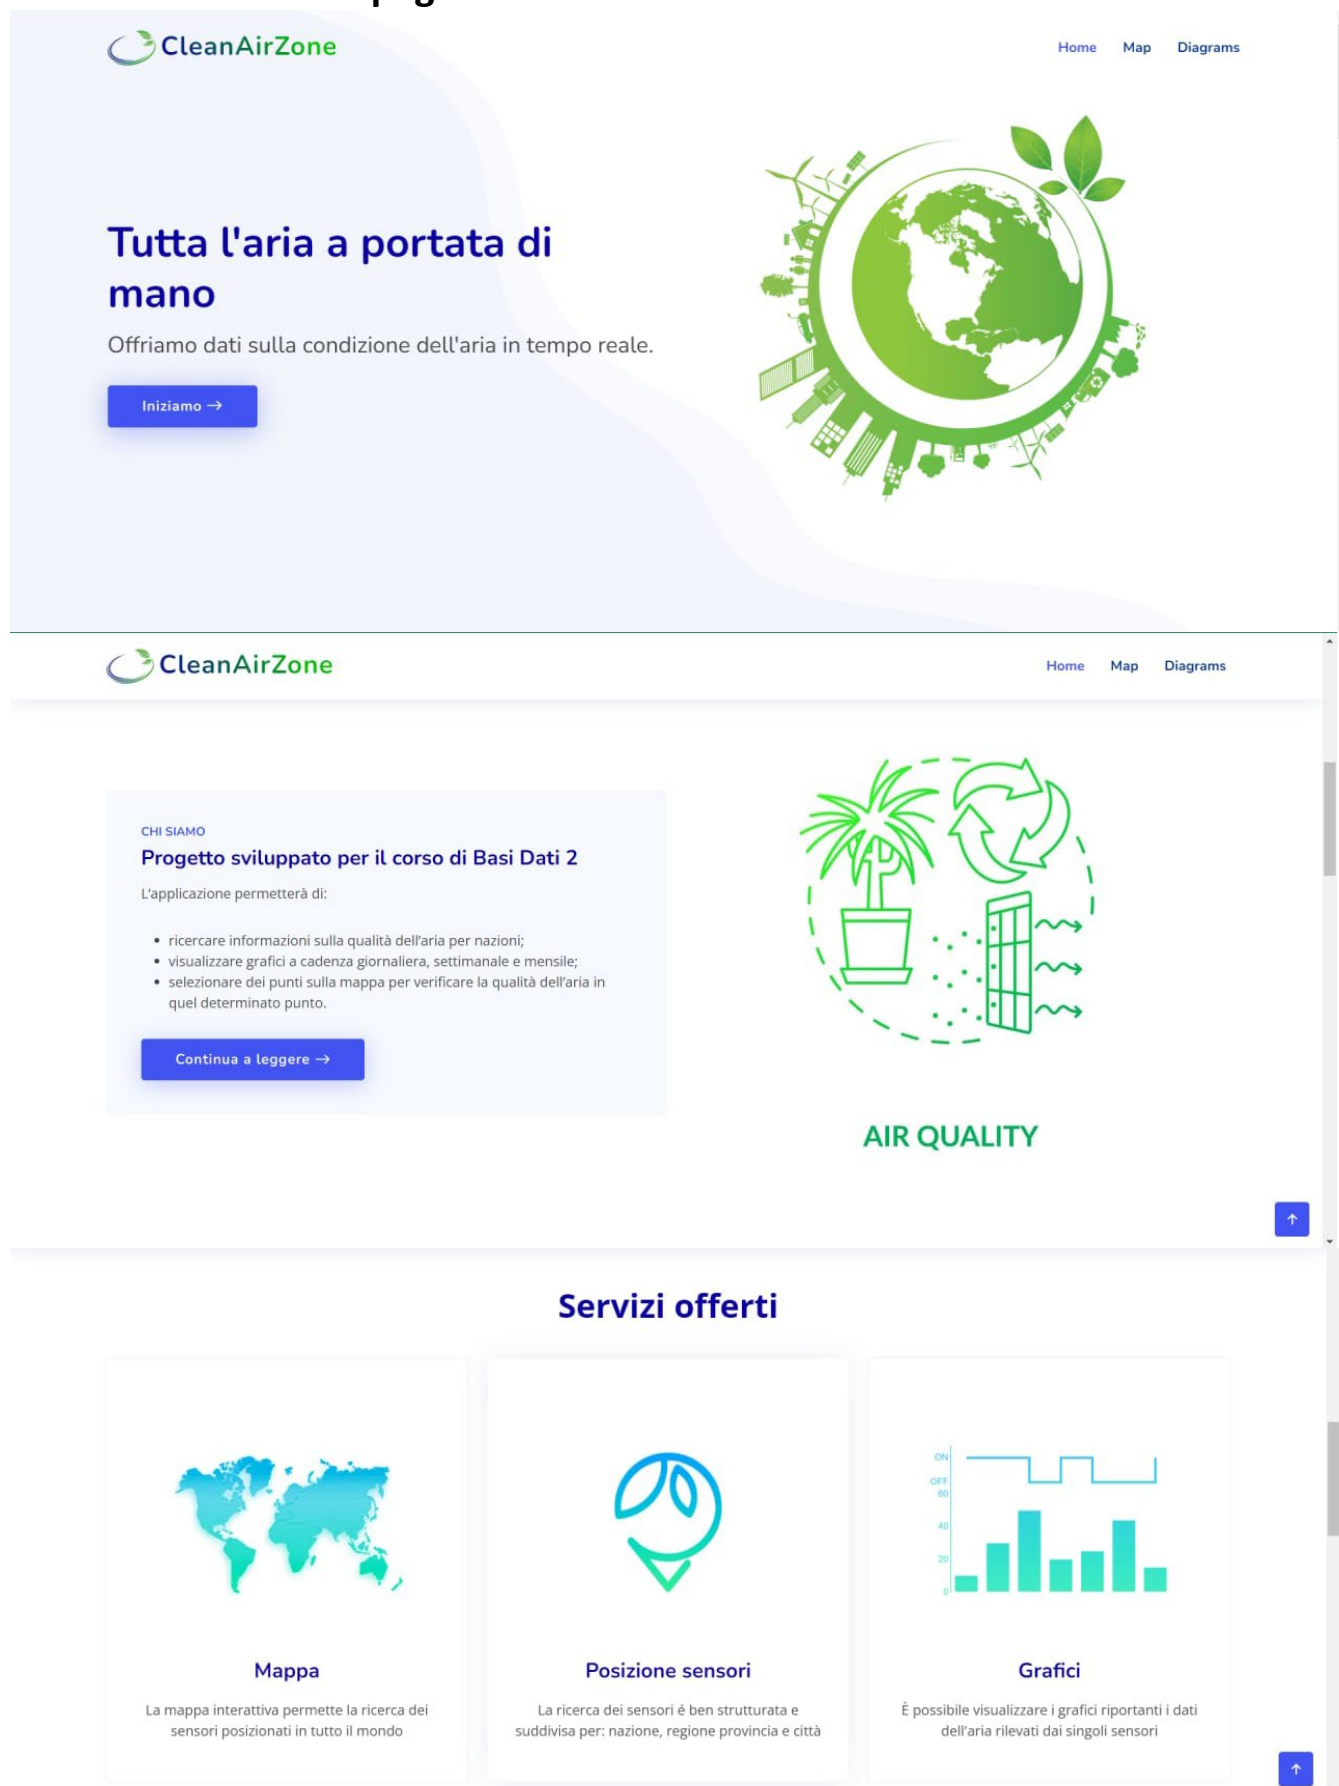 CleanAirZone
Home Map Diagrams
Tutta l'aria a portata di
mano
Offriamo dati sulla condizione dell'aria in tempo reale.
Iniziamo →
CleanAirZone
Home Map Diagrams
CHI SIAMO
Progetto sviluppato per il corso di Basi Dati 2
L'applicazione permetterà di:
• ricercare informazioni sulla qualità dell'aria per nazioni;
• visualizzare grafici a cadenza giornaliera, settimanale e mensile;
• selezionare dei punti sulla mappa per verificare la qualità dell'aria in
quel determinato punto.
Continua a leggere →
AIR QUALITY
Servizi offerti
ON
OFF
60
40
20
0
Mappa
La mappa interattiva permette la ricerca dei
sensori posizionati in tutto il mondo
Posizione sensori
La ricerca dei sensori é ben strutturata e
suddivisa per: nazione, regione provincia e città
Grafici
È possibile visualizzare i grafici riportanti i dati
dell'aria rilevati dai singoli sensori